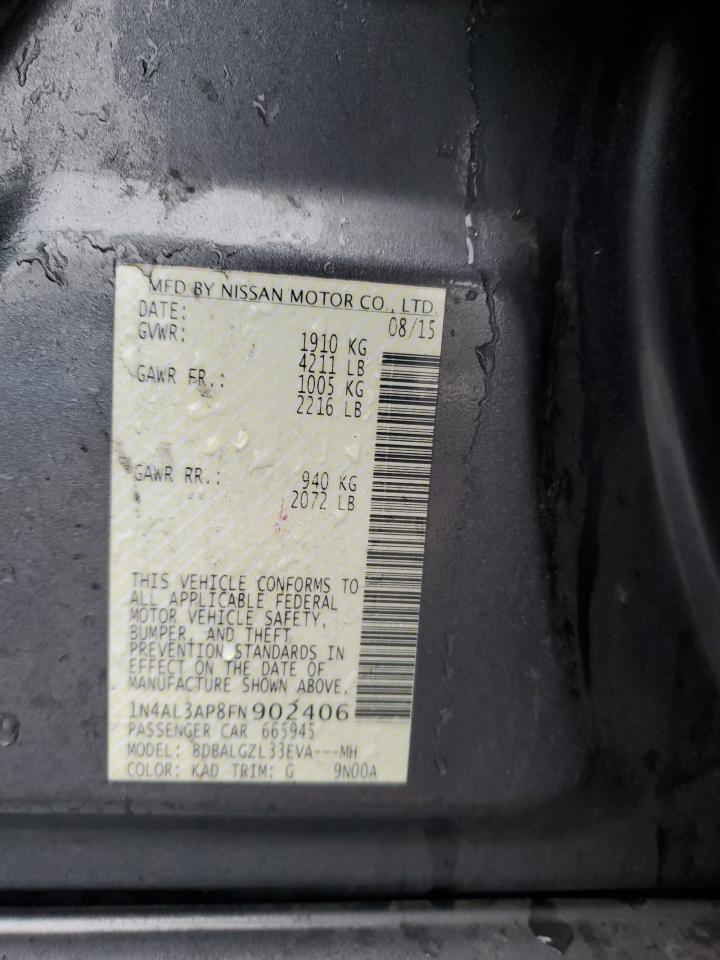 MFD BY NISSAN MOTOR CO., LTD.
DATE: 08/15
GVWR: 1910 KG
4211 LB
GAWR FR.: 1005 KG
2216 LB
GAWR RR.: 940 KG
: 2072 LB
THIS VEHICLE CONFORMS TO
ALL APPLICABLE FEDERAL
MOTOR VEHICLE SAFETY,
BUMPER, AND THEFT
PREVENTION STANDARDS IN
EFFECT ON THE DATE OF
MANUFACTURE SHOWN ABOVE.
1N4AL3AP8FN902406
PASSENGER CAR 665945
MODEL: BDBALGZL33EVA---MH
COLOR: KAD TRIM: G 9N00A